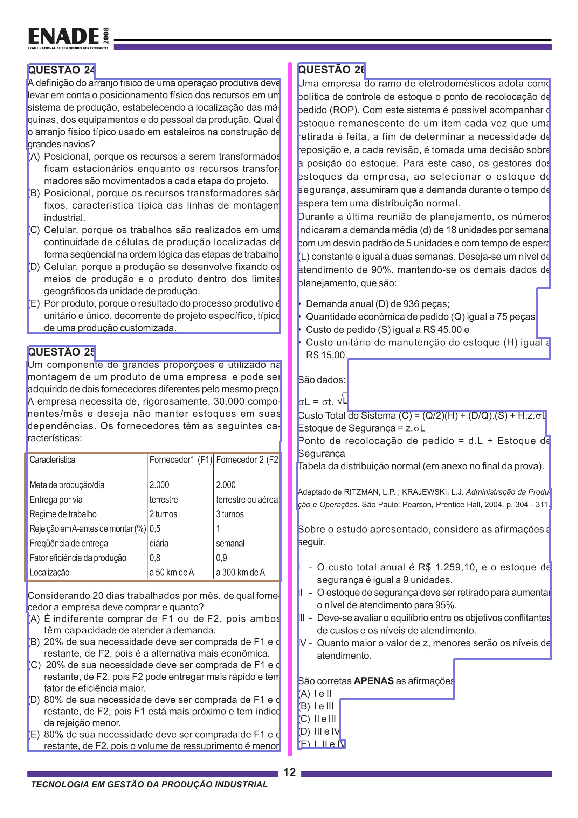 ENADE 2008
EXAME NACIONAL DE DESEMPENHO DOS ESTUDANTES
QUESTÃO 24
A definição do arranjo físico de uma operação produtiva deve
levar em conta o posicionamento físico dos recursos em um
sistema de produção, estabelecendo a localização das má-
quinas, dos equipamentos e do pessoal da produção. Qual é
o arranjo físico típico usado em estaleiros na construção de
grandes navios?
(A) Posicional, porque os recursos a serem transformados
ficam estacionários enquanto os recursos transfor-
madores são movimentados a cada etapa do projeto.
(B) Posicional, porque os recursos transformadores são
fixos, característica típica das linhas de montagem
industrial.
(C) Celular, porque os trabalhos são realizados em uma
continuidade de células de produção localizadas de
forma seqüencial na ordem lógica das etapas de trabalho.
(D) Celular, porque a produção se desenvolve fixando os
meios de produção e o produto dentro dos limites
geográficos da unidade de produção.
(E) Por produto, porque o resultado do processo produtivo é
unitário e único, decorrente de projeto específico, típico
de uma produção customizada.
QUESTÃO 25
Um componente de grandes proporções é utilizado na
montagem de um produto de uma empresa e pode ser
adquirido de dois fornecedores diferentes pelo mesmo preço.
A empresa necessita de, rigorosamente, 30.000 compo-
nentes/mês e deseja não manter estoques em suas
dependências. Os fornecedores têm as seguintes ca-
racterísticas:
Característica Fornecedor 1 (F1) Fornecedor 2 (F2)
Meta de produção/dia 2.000 2.000
Entrega por via terrestre terrestre ou aérea
Regime de trabalho 2 turnos 3 turnos
Rejeição em A-antes de montar (%) 0,5 1
Freqüência de entrega diária semanal
Fator eficiência da produção 0,8 0,9
Localização a 50 km de A a 300 km de A
Considerando 20 dias trabalhados por mês, de qual forne-
cedor a empresa deve comprar e quanto?
(A) É indiferente comprar de F1 ou de F2, pois ambos
têm capacidade de atender a demanda.
(B) 20% de sua necessidade deve ser comprada de F1 e o
restante, de F2, pois é a alternativa mais econômica.
(C) 20% de sua necessidade deve ser comprada de F1 e o
restante, de F2, pois F2 pode entregar mais rápido e tem
fator de eficiência maior.
(D) 80% de sua necessidade deve ser comprada de F1 e o
restante, de F2, pois F1 está mais próximo e tem índice
de rejeição menor.
(E) 80% de sua necessidade deve ser comprada de F1 e o
restante, de F2, pois o volume de ressuprimento é menor.
QUESTÃO 26
Uma empresa do ramo de eletrodomésticos adota como
política de controle de estoque o ponto de recolocação de
pedido (ROP). Com este sistema é possível acompanhar o
estoque remanescente de um item cada vez que uma
retirada é feita, a fim de determinar a necessidade de
reposição e, a cada revisão, é tomada uma decisão sobre
a posição do estoque. Para este caso, os gestores dos
estoques da empresa, ao selecionar o estoque de
segurança, assumiram que a demanda durante o tempo de
espera tem uma distribuição normal.
Durante a última reunião de planejamento, os números
indicaram a demanda média (d) de 18 unidades por semana,
com um desvio padrão de 5 unidades e com tempo de espera
(L) constante e igual a duas semanas. Deseja-se um nível de
atendimento de 90%, mantendo-se os demais dados de
planejamento, que são:
• Demanda anual (D) de 936 peças;
• Quantidade econômica de pedido (Q) igual a 75 peças;
• Custo de pedido (S) igual a R$ 45,00 e
• Custo unitário de manutenção do estoque (H) igual a
R$ 15,00.
São dados:
σL = σt. √L
Custo Total do Sistema (C) = (Q/2)(H) + (D/Q).(S) + H.z.σL
Estoque de Segurança = z.σL
Ponto de recolocação de pedido = d.L + Estoque de
Segurança
Tabela da distribuição normal (em anexo no final da prova).
Adaptado de RITZMAN, L.P. ; KRAJEWSKI, L.J. Administração da Produ-
ção e Operações. São Paulo: Pearson, Prentice Hall, 2004. p. 304 - 311.
Sobre o estudo apresentado, considere as afirmações a
seguir.
I - O custo total anual é R$ 1.259,10, e o estoque de
segurança é igual a 9 unidades.
II - O estoque de segurança deve ser retirado para aumentar
o nível de atendimento para 95%.
III - Deve-se avaliar o equilíbrio entre os objetivos conflitantes
de custos e os níveis de atendimento.
IV - Quanto maior o valor de z, menores serão os níveis de
atendimento.
São corretas APENAS as afirmações
(A) I e II
(B) I e III
(C) II e III
(D) III e IV
(E) I, II e IV
12
TECNOLOGIA EM GESTÃO DA PRODUÇÃO INDUSTRIAL